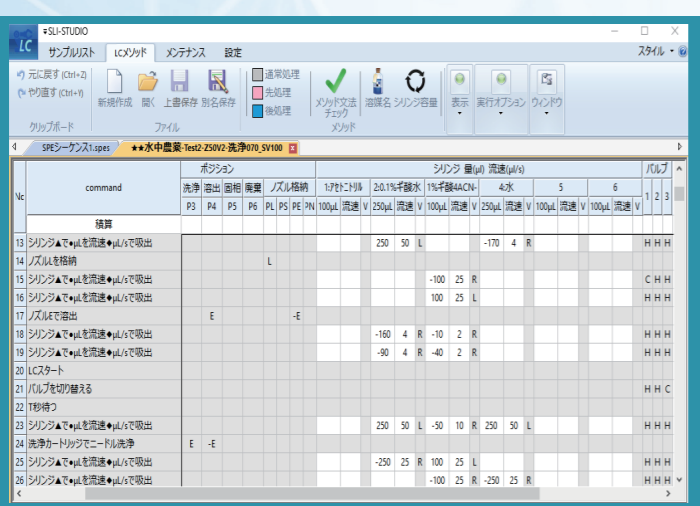 SLI-STUDIO
LC サンプルリスト LCメソッド メンテナンス 設定 スタイル
元に戻す (Ctrl+Z)
やり直す (Ctrl+Y)
新規作成 開く 上書保存 別名保存
通常処理
先処理
後処理
メソッド文法チェック 溶媒名 シリンジ容量 表示 実行オプション ウィンドウ
クリップボード ファイル メソッド
SPEシーケンス1.spes ★★水中農薬-Test2-Z50V2-洗浄070_SV100
ポジション シリンジ 量(μl) 流速(μl/s) バルブ
command 洗浄 溶出 固相 廃棄 ノズル格納 1:アセトニトリル 2:0.1%ギ酸水 1%ギ酸4ACN- 4:水 5 6 1 2 3
P3 P4 P5 P6 PL PS PE PN 100μL 流速 V 250μL 流速 V 100μL 流速 V 250μL 流速 V 100μL 流速 V 100μL 流速 V
積算
13 シリンジ▲で●μLを流速◆μL/sで吸出 250 50 L -170 4 R H H H
14 ノズルLを格納 L
15 シリンジ▲で●μLを流速◆μL/sで吸出 -100 25 R C H H
16 シリンジ▲で●μLを流速◆μL/sで吸出 100 25 L H H H
17 ノズルEで溶出 E -E
18 シリンジ▲で●μLを流速◆μL/sで吸出 -160 4 R -10 2 R H H H
19 シリンジ▲で●μLを流速◆μL/sで吸出 -90 4 R -40 2 R H H H
20 LCスタート
21 バルブを切り替える H H C
22 T秒待つ
23 シリンジ▲で●μLを流速◆μL/sで吸出 250 50 L -50 10 R 250 50 L H H H
24 洗浄カートリッジでニードル洗浄 E -E
25 シリンジ▲で●μLを流速◆μL/sで吸出 -250 25 R 100 25 L H H H
26 シリンジ▲で●μLを流速◆μL/sで吸出 -100 25 R -250 25 R H H H